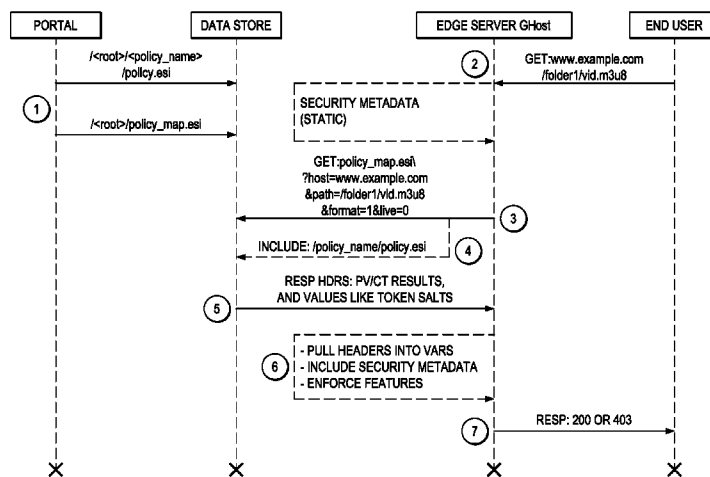 PORTAL
DATA STORE
EDGE SERVER GHost
END USER
/<root>/<policy_name>
/policy.esi
1
/<root>/policy_map.esi
2
GET:www.example.com
/folder1/vid.m3u8
SECURITY METADATA
(STATIC)
GET:policy_map.esi\
?host=www.example.com
&path=/folder1/vid.m3u8
&format=1&live=0
3
INCLUDE: /policy_name/policy.esi
4
RESP HDRS: PV/CT RESULTS,
AND VALUES LIKE TOKEN SALTS
5
6
- PULL HEADERS INTO VARS
- INCLUDE SECURITY METADATA
- ENFORCE FEATURES
7
RESP: 200 OR 403